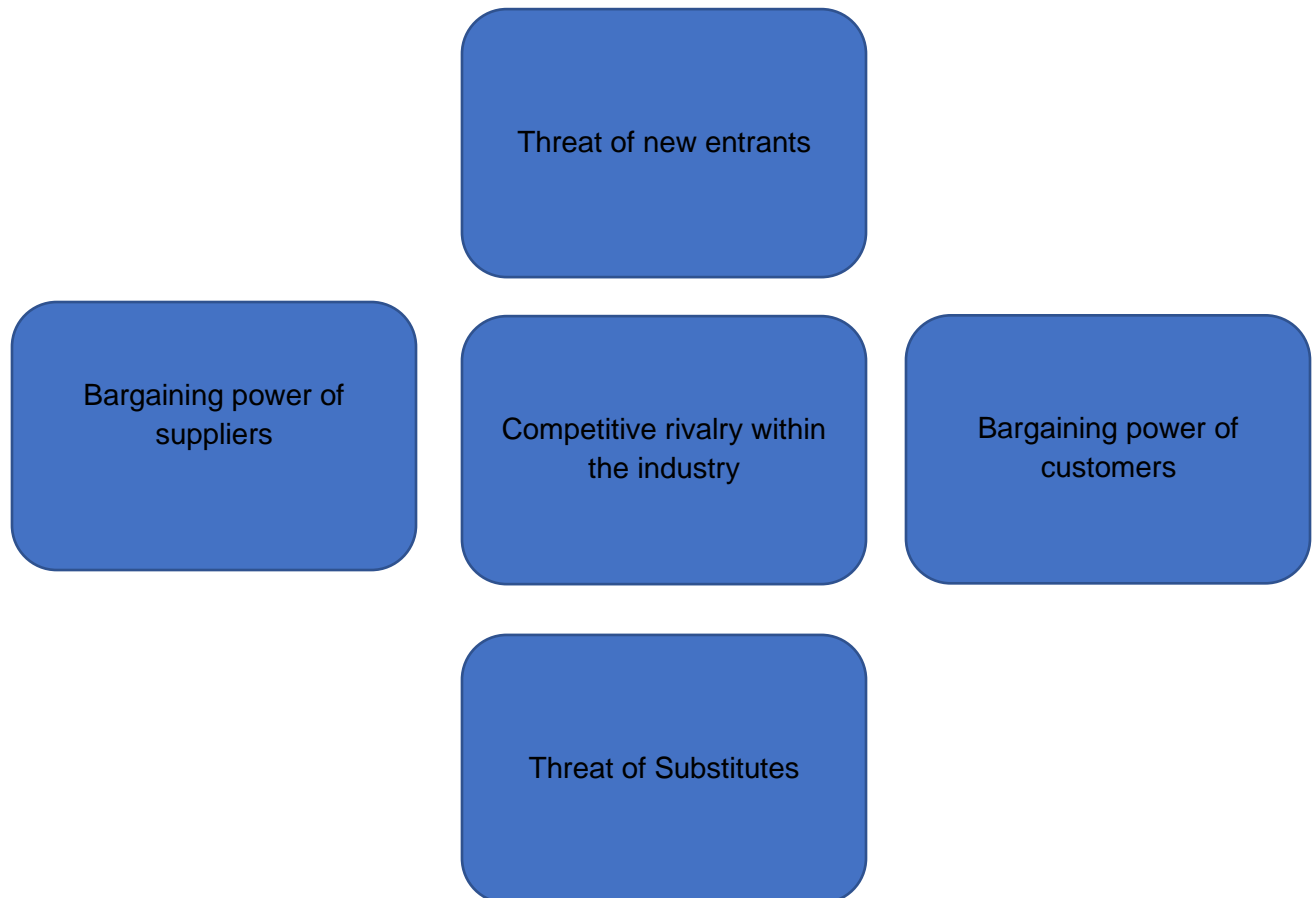 Threat of new entrants
Bargaining power of
suppliers
Competitive rivalry within
the industry
Bargaining power of
customers
Threat of Substitutes